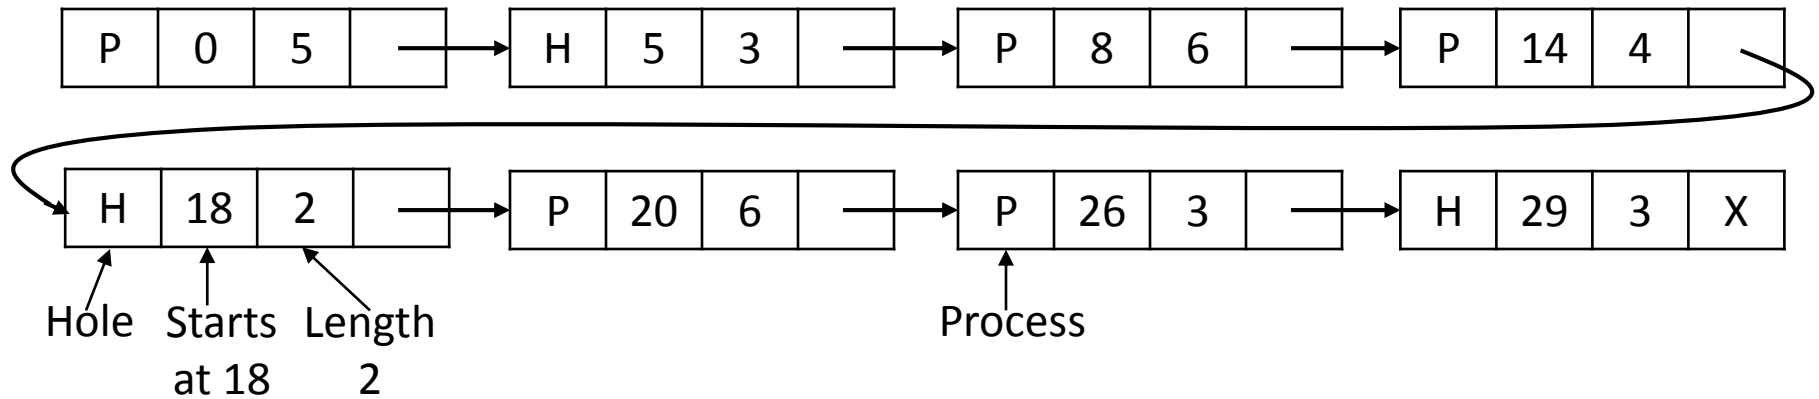 P 0 5 H 5 3 P 8 6 P 14 4
H 18 2 P 20 6 P 26 3 H 29 3 X
Hole Starts Length Process
at 18 2